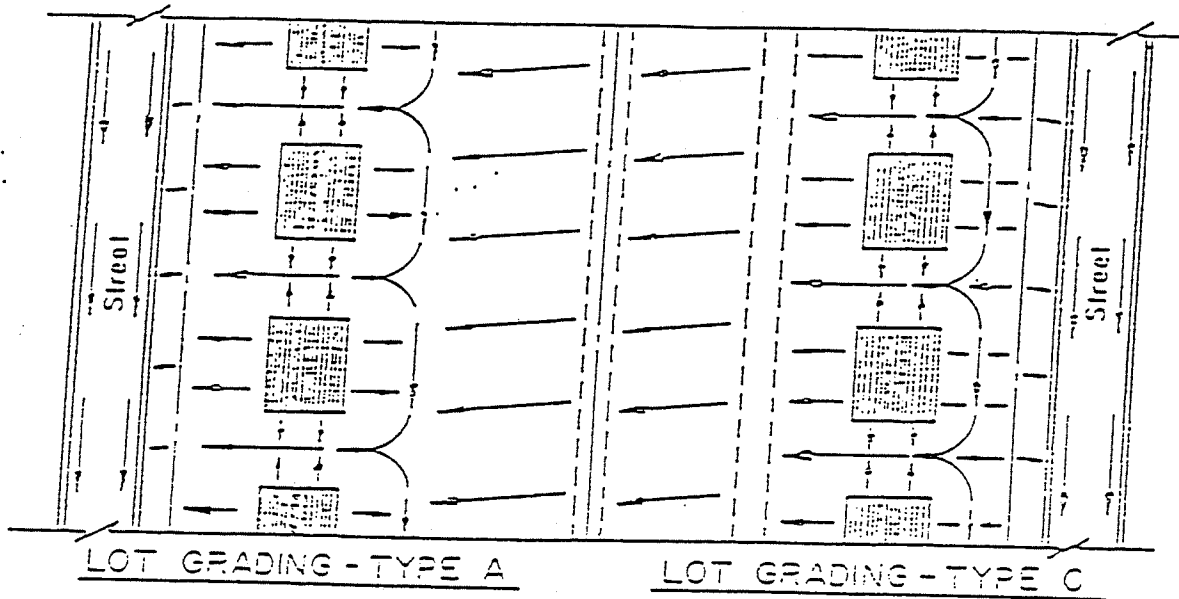 Street
Street
LOT GRADING - TYPE A
LOT GRADING - TYPE C